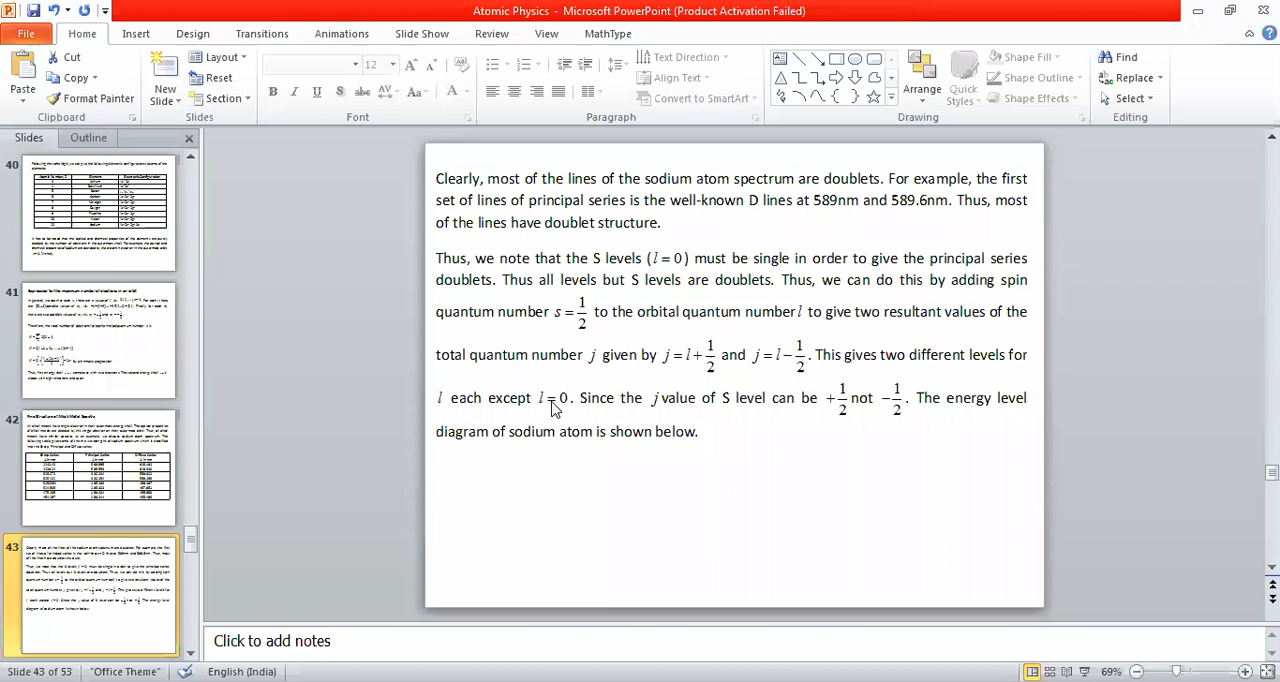 Atomic Physics - Microsoft PowerPoint (Product Activation Failed)
File Home Insert Design Transitions Animations Slide Show Review View MathType
Paste Cut Copy Format Painter Clipboard
New Slide Layout Reset Section Slides
12 Font
Text Direction Align Text Convert to SmartArt Paragraph
Arrange Quick Styles Shape Fill Shape Outline Shape Effects Drawing
Find Replace Select Editing
Slides Outline
40
41
42
43
Clearly, most of the lines of the sodium atom spectrum are doublets. For example, the first
set of lines of principal series is the well-known D lines at 589nm and 589.6nm. Thus, most
of the lines have doublet structure.
Thus, we note that the S levels (l = 0) must be single in order to give the principal series
doublets. Thus all levels but S levels are doublets. Thus, we can do this by adding spin
quantum number s = 1/2 to the orbital quantum number l to give two resultant values of the
total quantum number j given by j = l + 1/2 and j = l − 1/2. This gives two different levels for
l each except l = 0. Since the j value of S level can be + 1/2 not − 1/2. The energy level
diagram of sodium atom is shown below.
Click to add notes
Slide 43 of 53 "Office Theme" English (India) 69%